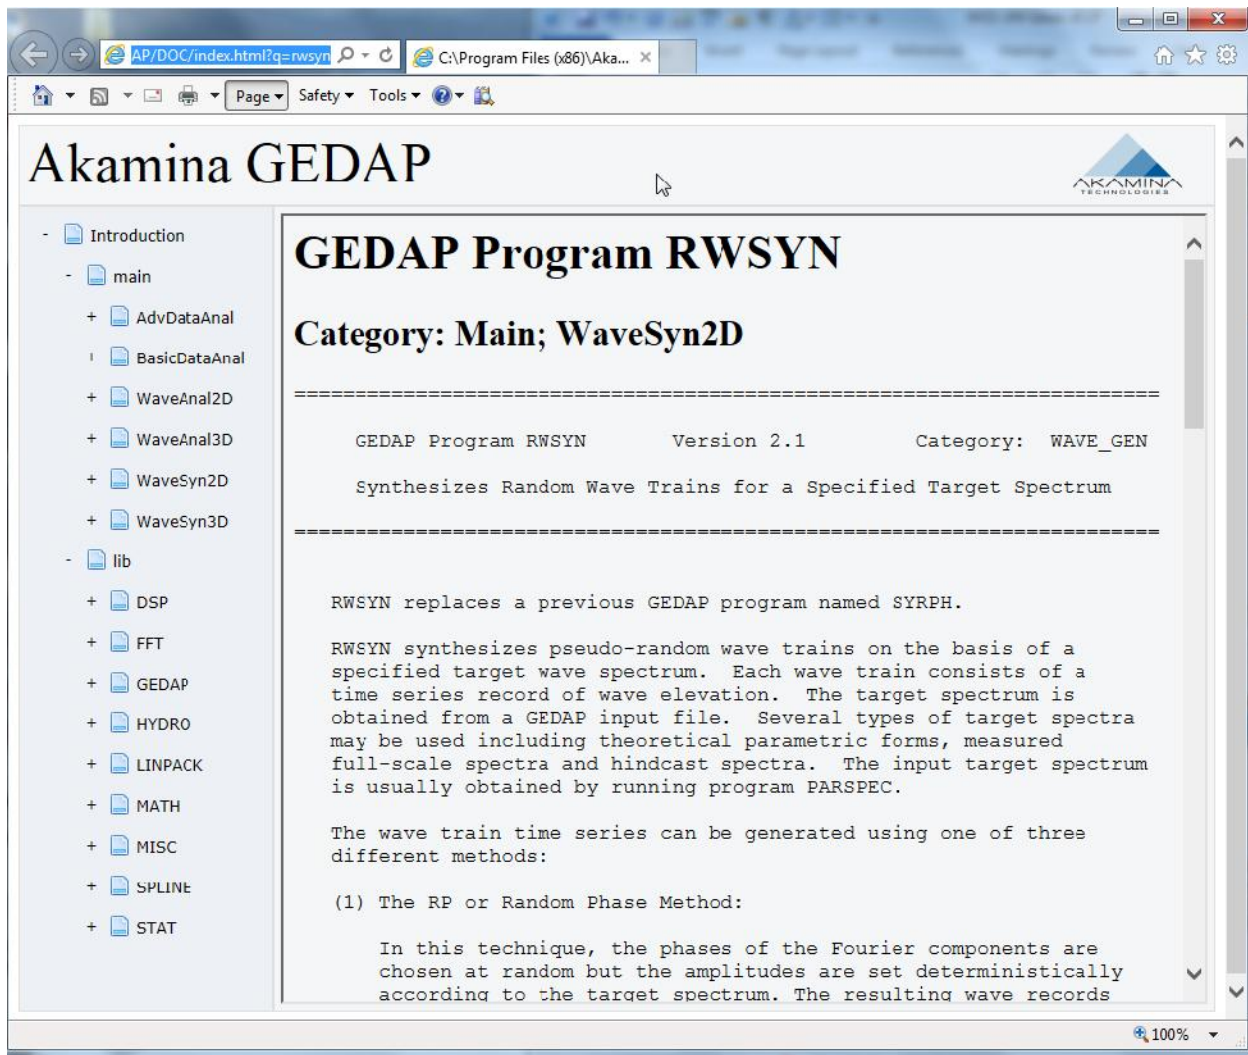 AP/DOC/index.html?q=rwsyn
C:\Program Files (x86)\Aka...
Page Safety Tools
Akamina GEDAP
AKAMINA
TECHNOLOGIES
- Introduction
- main
+ AdvDataAnal
BasicDataAnal
+ WaveAnal2D
+ WaveAnal3D
+ WaveSyn2D
+ WaveSyn3D
- lib
+ DSP
+ FFT
+ GEDAP
+ HYDRO
+ LINPACK
+ MATH
+ MISC
+ SPLINE
+ STAT
GEDAP Program RWSYN
Category: Main; WaveSyn2D
=======================================================================
GEDAP Program RWSYN Version 2.1 Category: WAVE_GEN
Synthesizes Random Wave Trains for a Specified Target Spectrum
=======================================================================
RWSYN replaces a previous GEDAP program named SYRPH.
RWSYN synthesizes pseudo-random wave trains on the basis of a
specified target wave spectrum. Each wave train consists of a
time series record of wave elevation. The target spectrum is
obtained from a GEDAP input file. Several types of target spectra
may be used including theoretical parametric forms, measured
full-scale spectra and hindcast spectra. The input target spectrum
is usually obtained by running program PARSPEC.
The wave train time series can be generated using one of three
different methods:
(1) The RP or Random Phase Method:
In this technique, the phases of the Fourier components are
chosen at random but the amplitudes are set deterministically
according to the target spectrum. The resulting wave records
100%